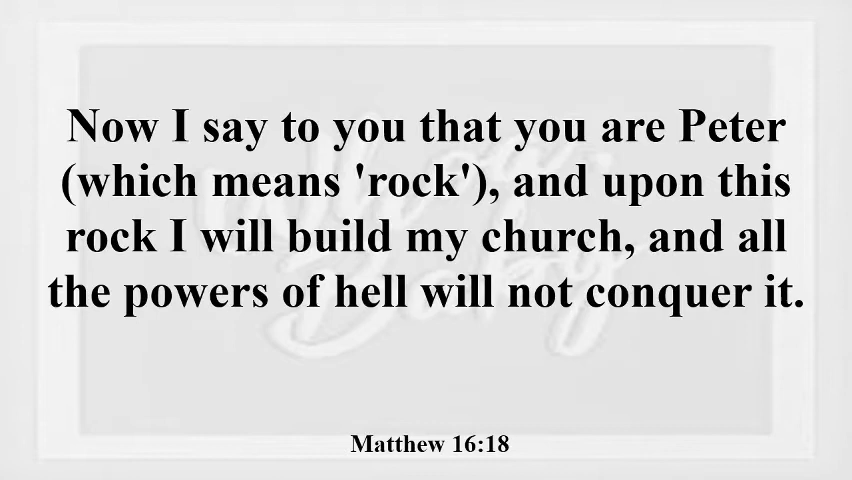 Now I say to you that you are Peter
(which means 'rock'), and upon this
rock I will build my church, and all
the powers of hell will not conquer it.
Matthew 16:18